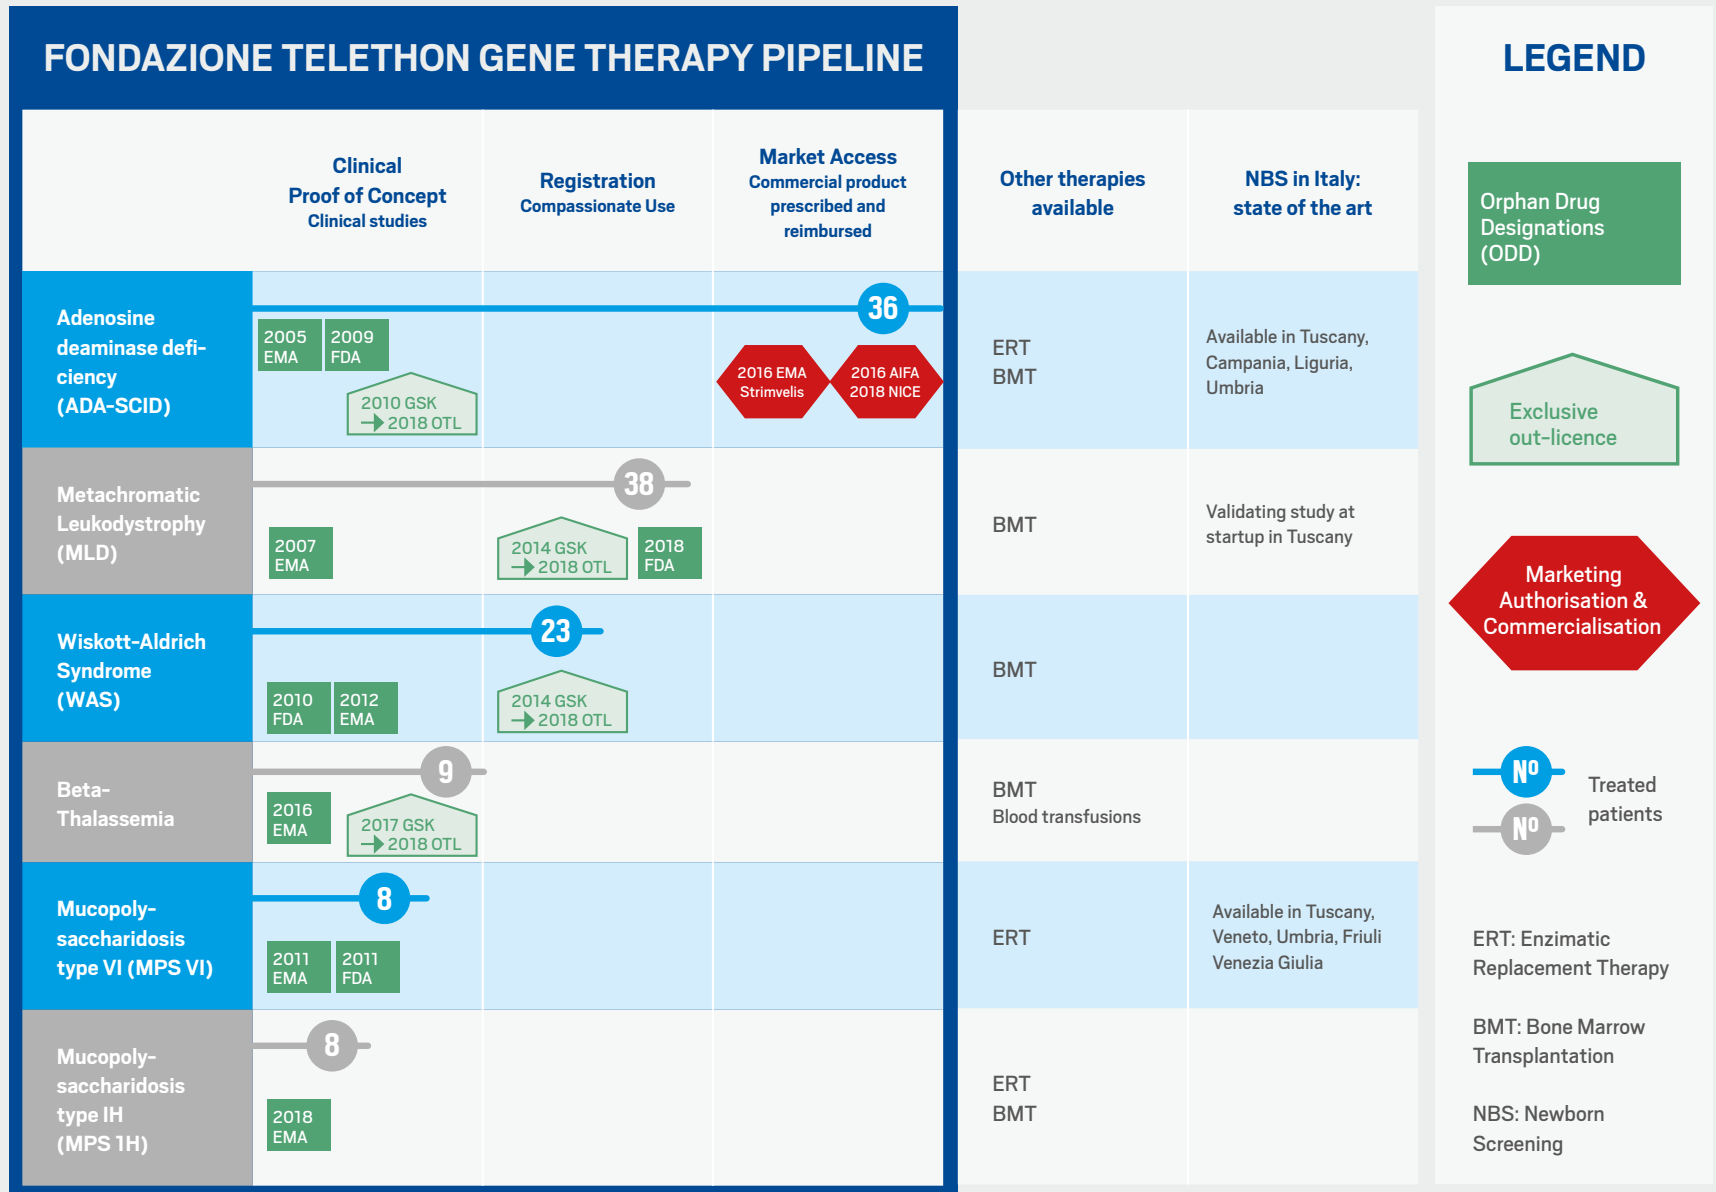 FONDAZIONE TELETHON GENE THERAPY PIPELINE
Clinical
Proof of Concept
Clinical studies
Registration
Compassionate Use
Market Access
Commercial product
prescribed and
reimbursed
Other therapies
available
NBS in Italy:
state of the art
Adenosine
deaminase defi-
ciency
(ADA-SCID)
36
2005
EMA
2009
FDA
2010 GSK
2018 OTL
2016 EMA
Strimvelis
2016 AIFA
2018 NICE
ERT
BMT
Available in Tuscany,
Campania, Liguria,
Umbria
Metachromatic
Leukodystrophy
(MLD)
38
2007
EMA
2014 GSK
2018 OTL
2018
FDA
BMT
Validating study at
startup in Tuscany
Wiskott-Aldrich
Syndrome
(WAS)
23
2010
FDA
2012
EMA
2014 GSK
2018 OTL
BMT
Beta-
Thalassemia
9
2016
EMA
2017 GSK
2018 OTL
BMT
Blood transfusions
Mucopoly-
saccharidosis
type VI (MPS VI)
8
2011
EMA
2011
FDA
ERT
Available in Tuscany,
Veneto, Umbria, Friuli
Venezia Giulia
Mucopoly-
saccharidosis
type IH
(MPS 1H)
8
2018
EMA
ERT
BMT
LEGEND
Orphan Drug
Designations
(ODD)
Exclusive
out-licence
Marketing
Authorisation &
Commercialisation
Nº
Nº
Treated
patients
ERT: Enzimatic
Replacement Therapy
BMT: Bone Marrow
Transplantation
NBS: Newborn
Screening